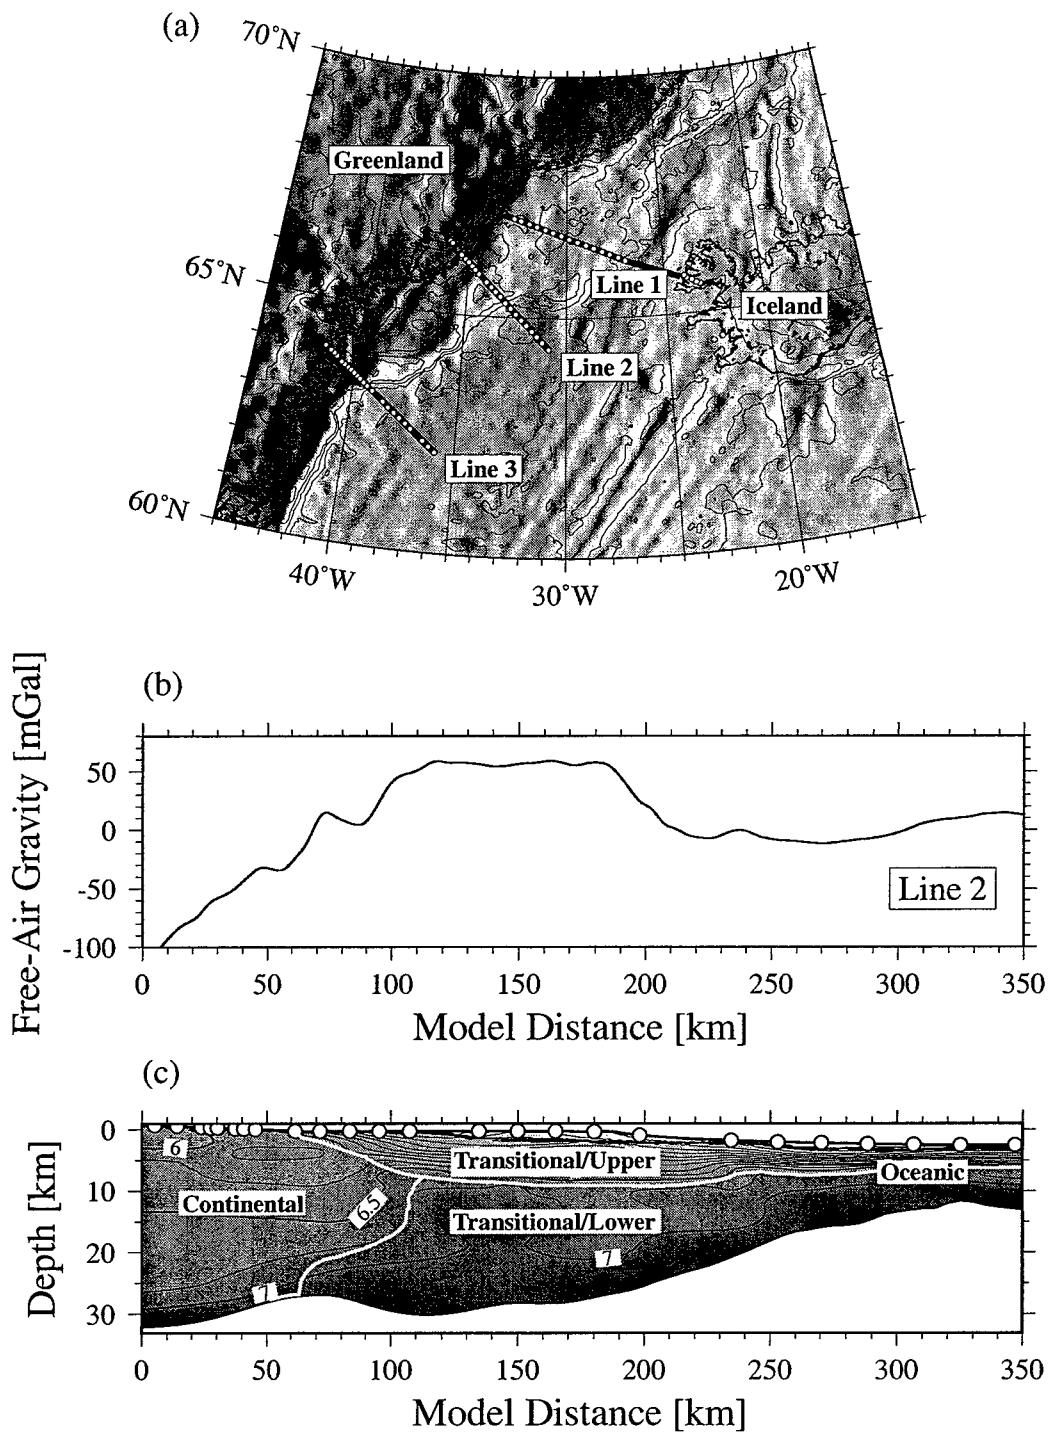 (a)
70°N
Greenland
65°N
Line 1
Iceland
Line 2
Line 3
60°N
40°W
30°W
20°W
(b)
Free-Air Gravity [mGal]
50
0
-50
-100
Line 2
0 50 100 150 200 250 300 350
Model Distance [km]
(c)
Depth [km]
0
10
20
30
6
Transitional/Upper
Oceanic
Continental
6.5
Transitional/Lower
7
7
0 50 100 150 200 250 300 350
Model Distance [km]